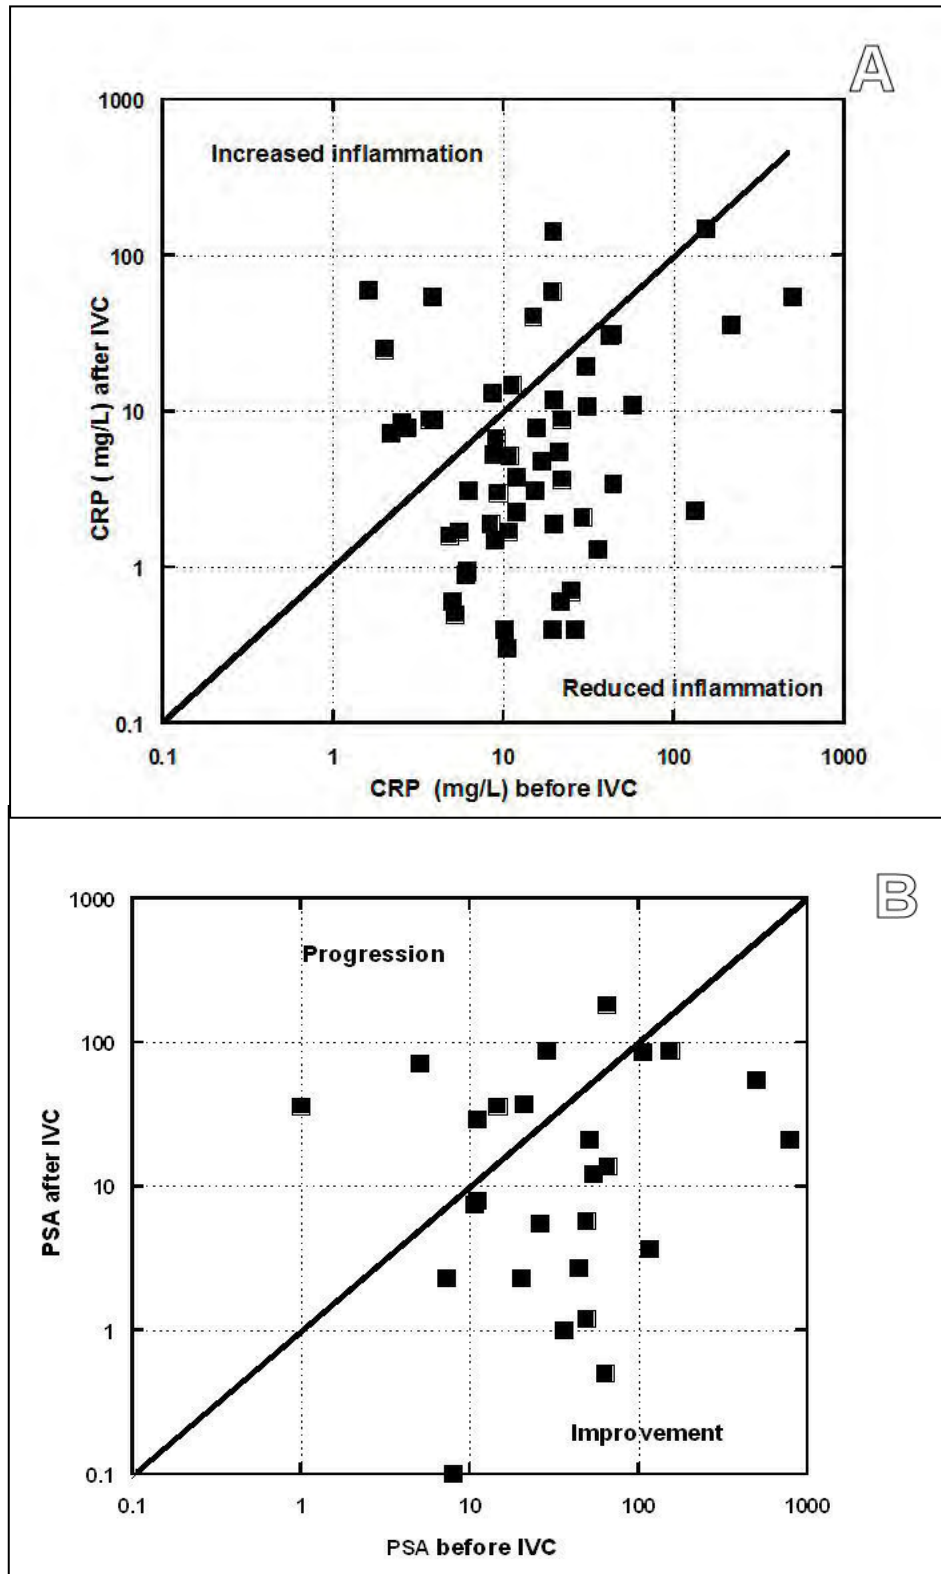 A
1000
Increased inflammation
100
CRP ( mg/L) after IVC
10
1
Reduced inflammation
0.1
0.1 1 10 100 1000
CRP (mg/L) before IVC
B
1000
Progression
100
PSA after IVC
10
1
Improvement
0.1
0.1 1 10 100 1000
PSA before IVC